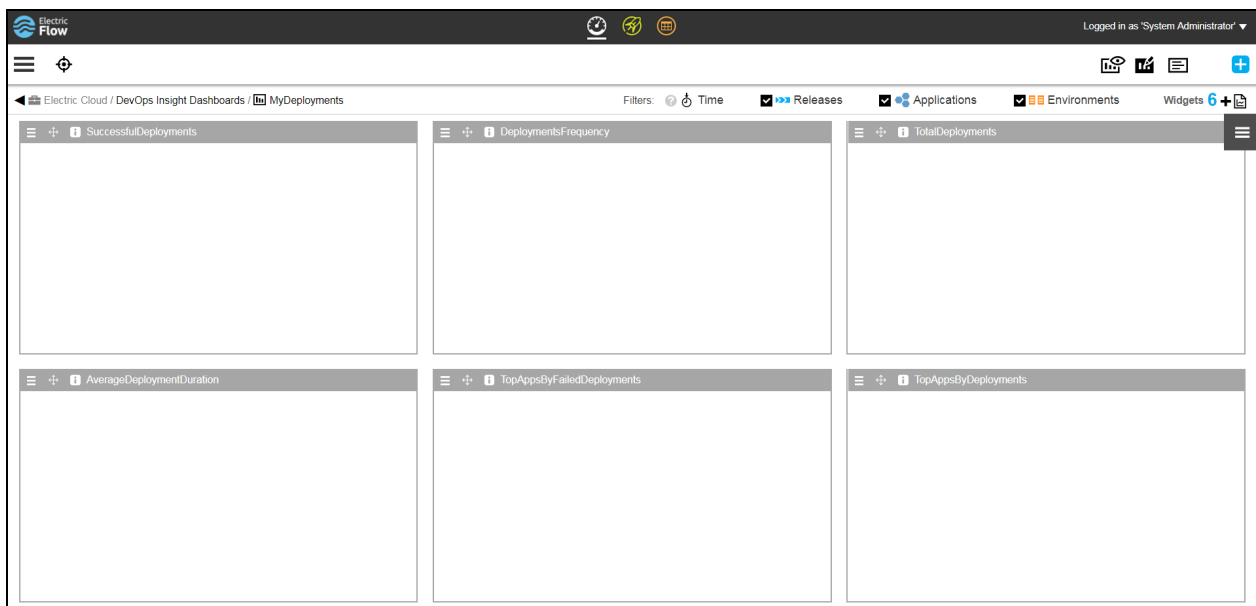 Electric
Flow
Logged in as 'System Administrator'
Electric Cloud / DevOps Insight Dashboards / MyDeployments
Filters: Time Releases Applications Environments Widgets 6
SuccessfulDeployments
DeploymentsFrequency
TotalDeployments
AverageDeploymentDuration
TopAppsByFailedDeployments
TopAppsByDeployments